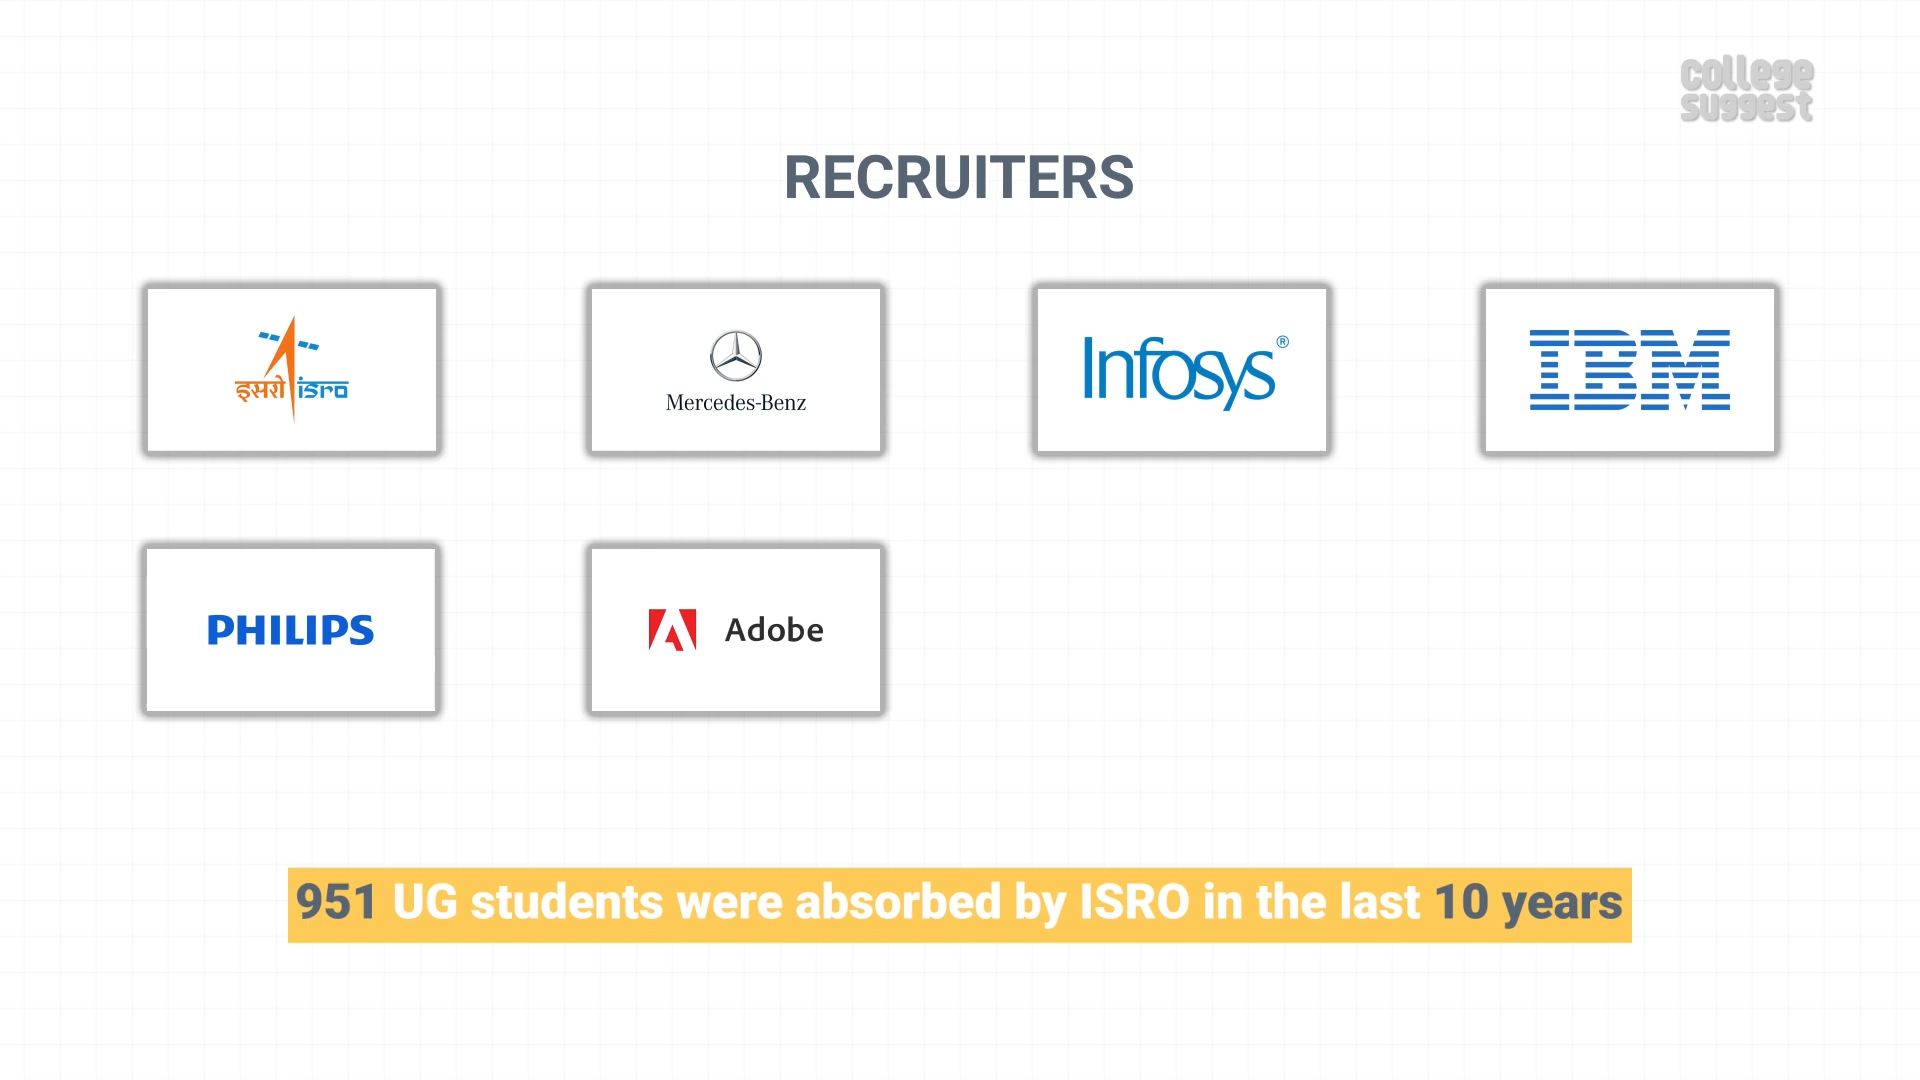 college
suggest
RECRUITERS
इसरो isro
Mercedes-Benz
Infosys®
IBM
PHILIPS
Adobe
951 UG students were absorbed by ISRO in the last 10 years